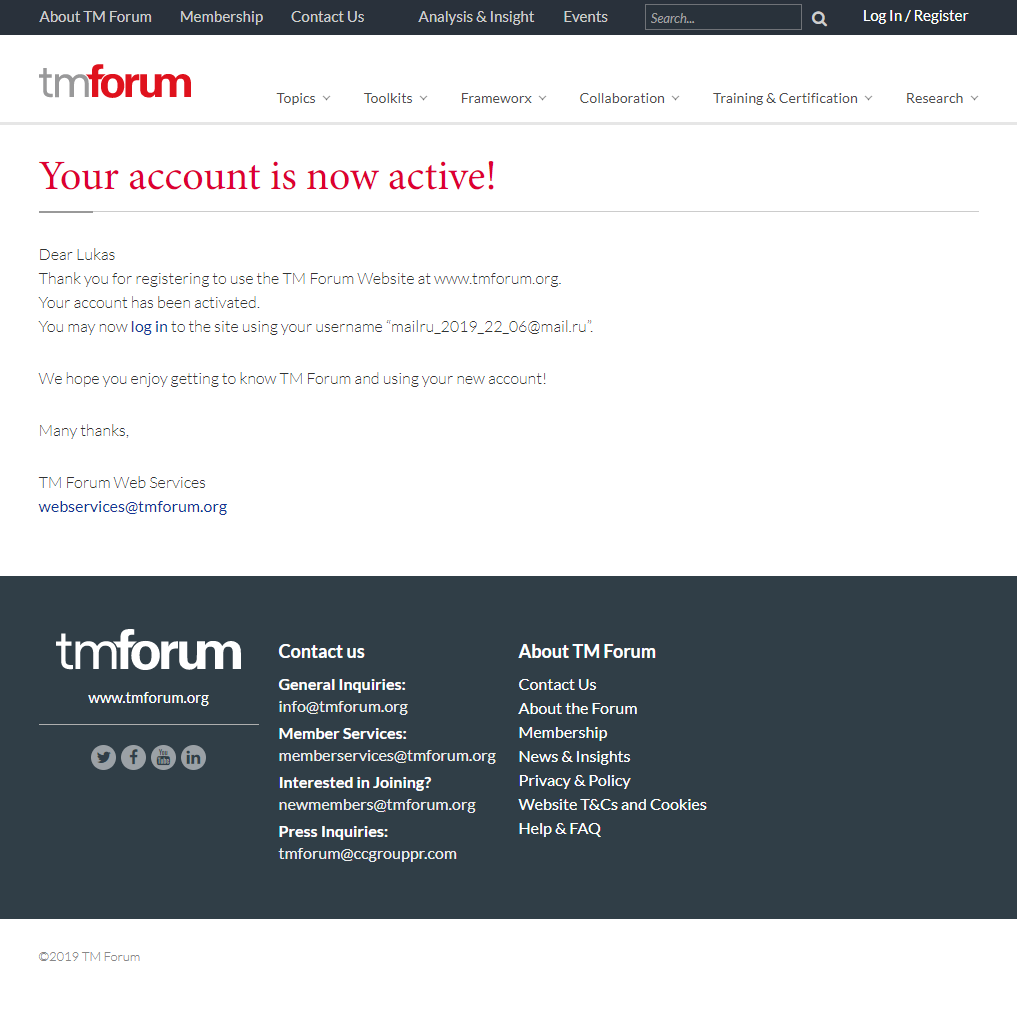 About TM Forum Membership Contact Us Analysis & Insight Events Search... Log In / Register
tmforum
Topics Toolkits Frameworx Collaboration Training & Certification Research
Your account is now active!
Dear Lukas
Thank you for registering to use the TM Forum Website at www.tmforum.org.
Your account has been activated.
You may now log in to the site using your username “mailru_2019_22_06@mail.ru”.
We hope you enjoy getting to know TM Forum and using your new account!
Many thanks,
TM Forum Web Services
webservices@tmforum.org
tmforum
www.tmforum.org
You Tube
Contact us
General Inquiries:
info@tmforum.org
Member Services:
memberservices@tmforum.org
Interested in Joining?
newmembers@tmforum.org
Press Inquiries:
tmforum@ccgrouppr.com
About TM Forum
Contact Us
About the Forum
Membership
News & Insights
Privacy & Policy
Website T&Cs and Cookies
Help & FAQ
©2019 TM Forum